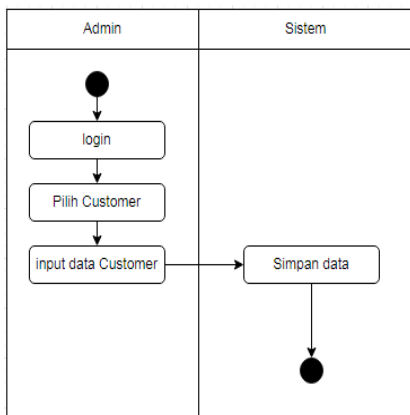 Admin
Sistem
login
Pilih Customer
input data Customer
Simpan data